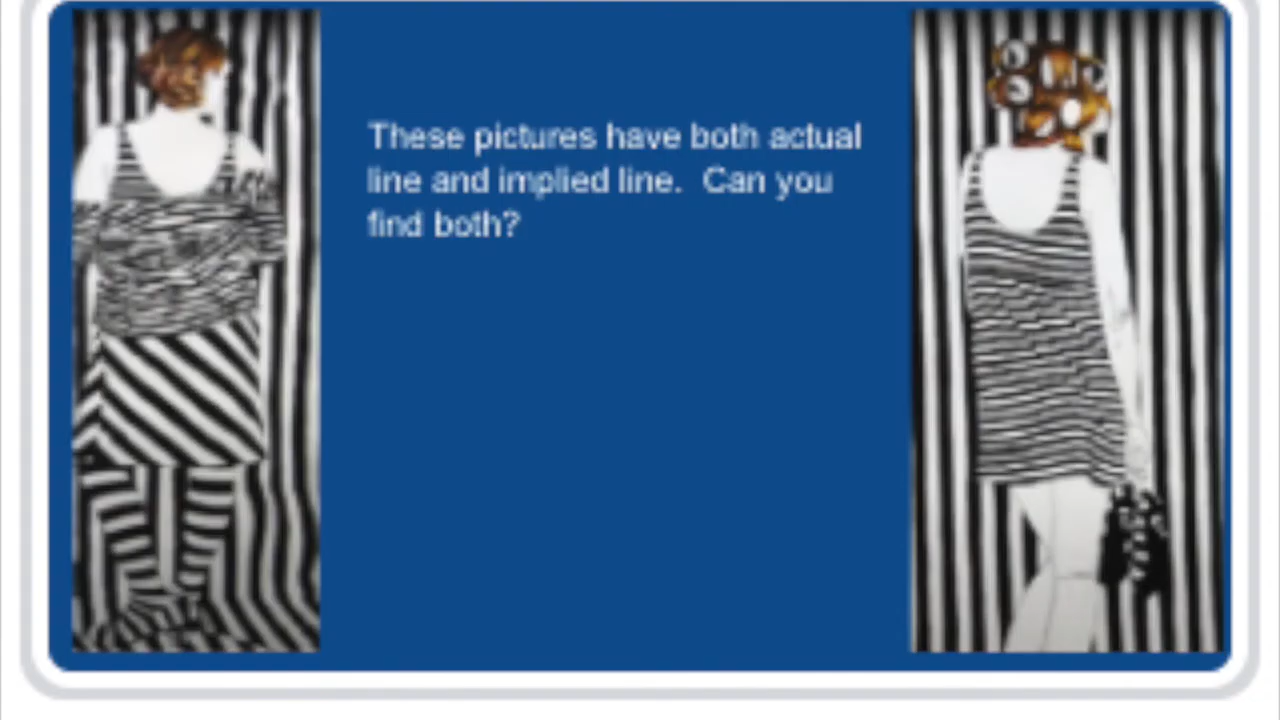 These pictures have both actual
line and implied line.  Can you
find both?